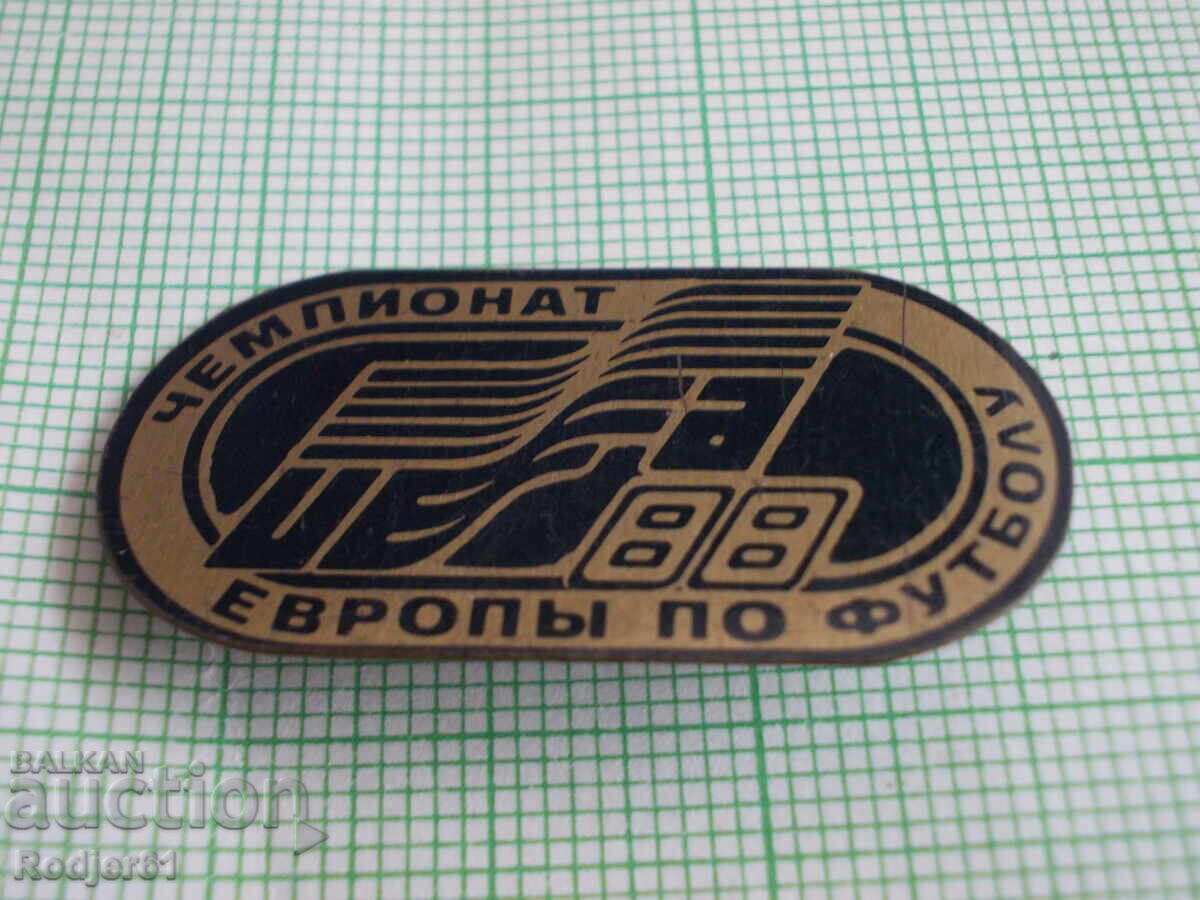 ЧЕМПИОНАТ
ЕВРОПЫ ПО ФУТБОЛУ
88
BALKAN
auction
Rodjer61